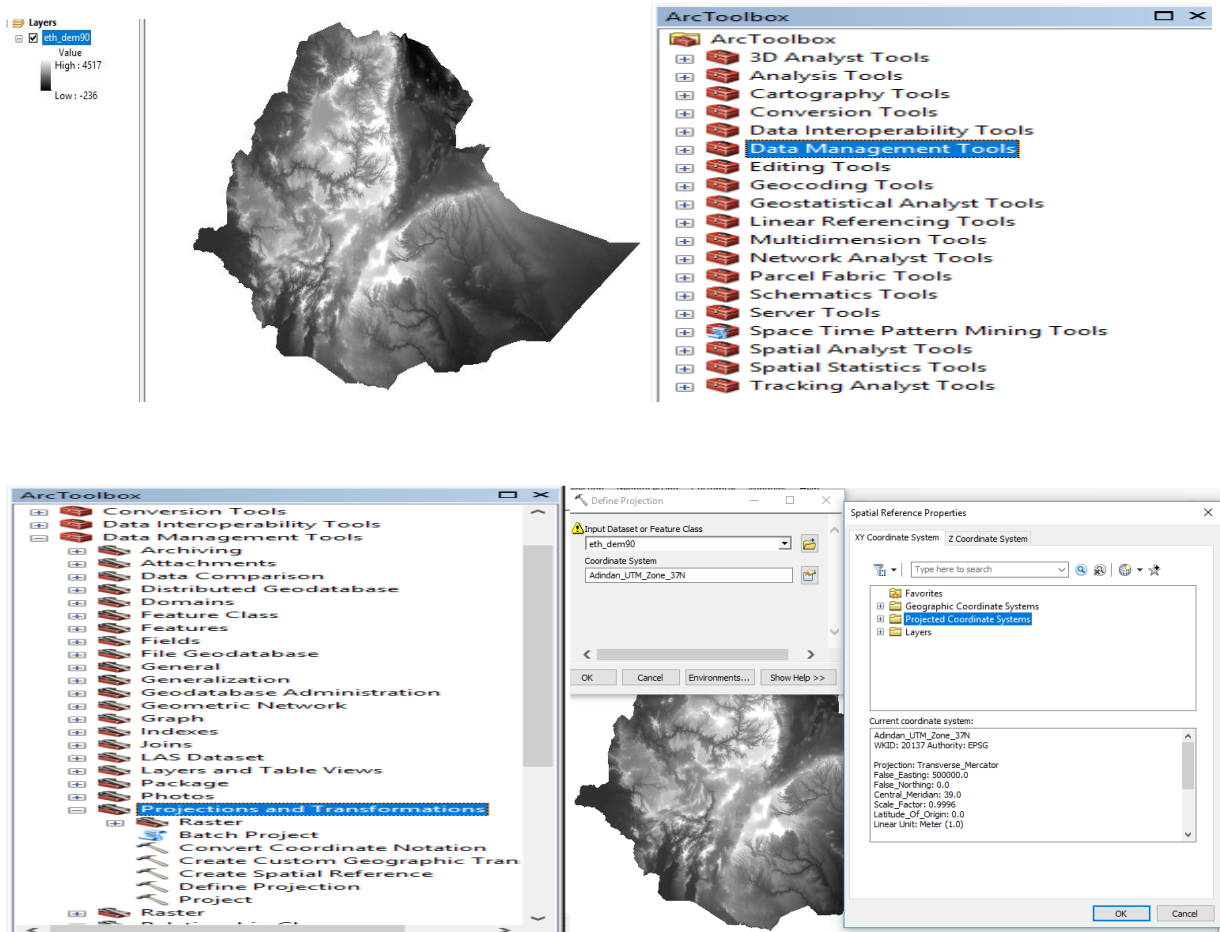 Layers
eth_dem90
Value
High : 4517
Low : -236
ArcToolbox
ArcToolbox
3D Analyst Tools
Analysis Tools
Cartography Tools
Conversion Tools
Data Interoperability Tools
Data Management Tools
Editing Tools
Geocoding Tools
Geostatistical Analyst Tools
Linear Referencing Tools
Multidimension Tools
Network Analyst Tools
Parcel Fabric Tools
Schematics Tools
Server Tools
Space Time Pattern Mining Tools
Spatial Analyst Tools
Spatial Statistics Tools
Tracking Analyst Tools
ArcToolbox
Conversion Tools
Data Interoperability Tools
Data Management Tools
Archiving
Attachments
Data Comparison
Distributed Geodatabase
Domains
Feature Class
Features
Fields
File Geodatabase
General
Generalization
Geodatabase Administration
Geometric Network
Graph
Indexes
Joins
LAS Dataset
Layers and Table Views
Package
Photos
Projections and Transformations
Raster
Batch Project
Convert Coordinate Notation
Create Custom Geographic Tran
Create Spatial Reference
Define Projection
Project
Raster
Define Projection
Input Dataset or Feature Class
eth_dem90
Coordinate System
Adindan_UTM_Zone_37N
OK Cancel Environments... Show Help >>
Spatial Reference Properties
XY Coordinate System Z Coordinate System
Type here to search
Favorites
Geographic Coordinate Systems
Projected Coordinate Systems
Layers
Current coordinate system:
Adindan_UTM_Zone_37N
WKID: 20137 Authority: EPSG
Projection: Transverse_Mercator
False_Easting: 500000.0
False_Northing: 0.0
Central_Meridian: 39.0
Scale_Factor: 0.9996
Latitude_Of_Origin: 0.0
Linear Unit: Meter (1.0)
OK Cancel